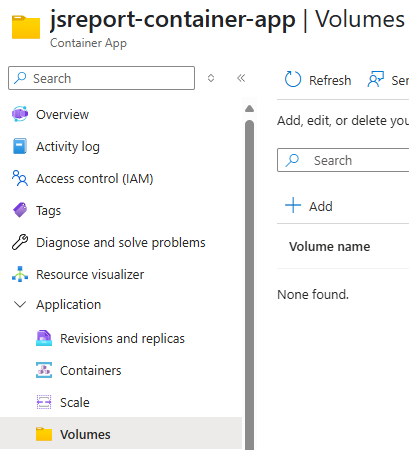 jsreport-container-app | Volumes
Container App
Search
Refresh
Add, edit, or delete
Overview
Activity log
Access control (IAM)
Tags
Diagnose and solve problems
Resource visualizer
Application
Revisions and replicas
Containers
Scale
Volumes
Search
Add
Volume name
None found.